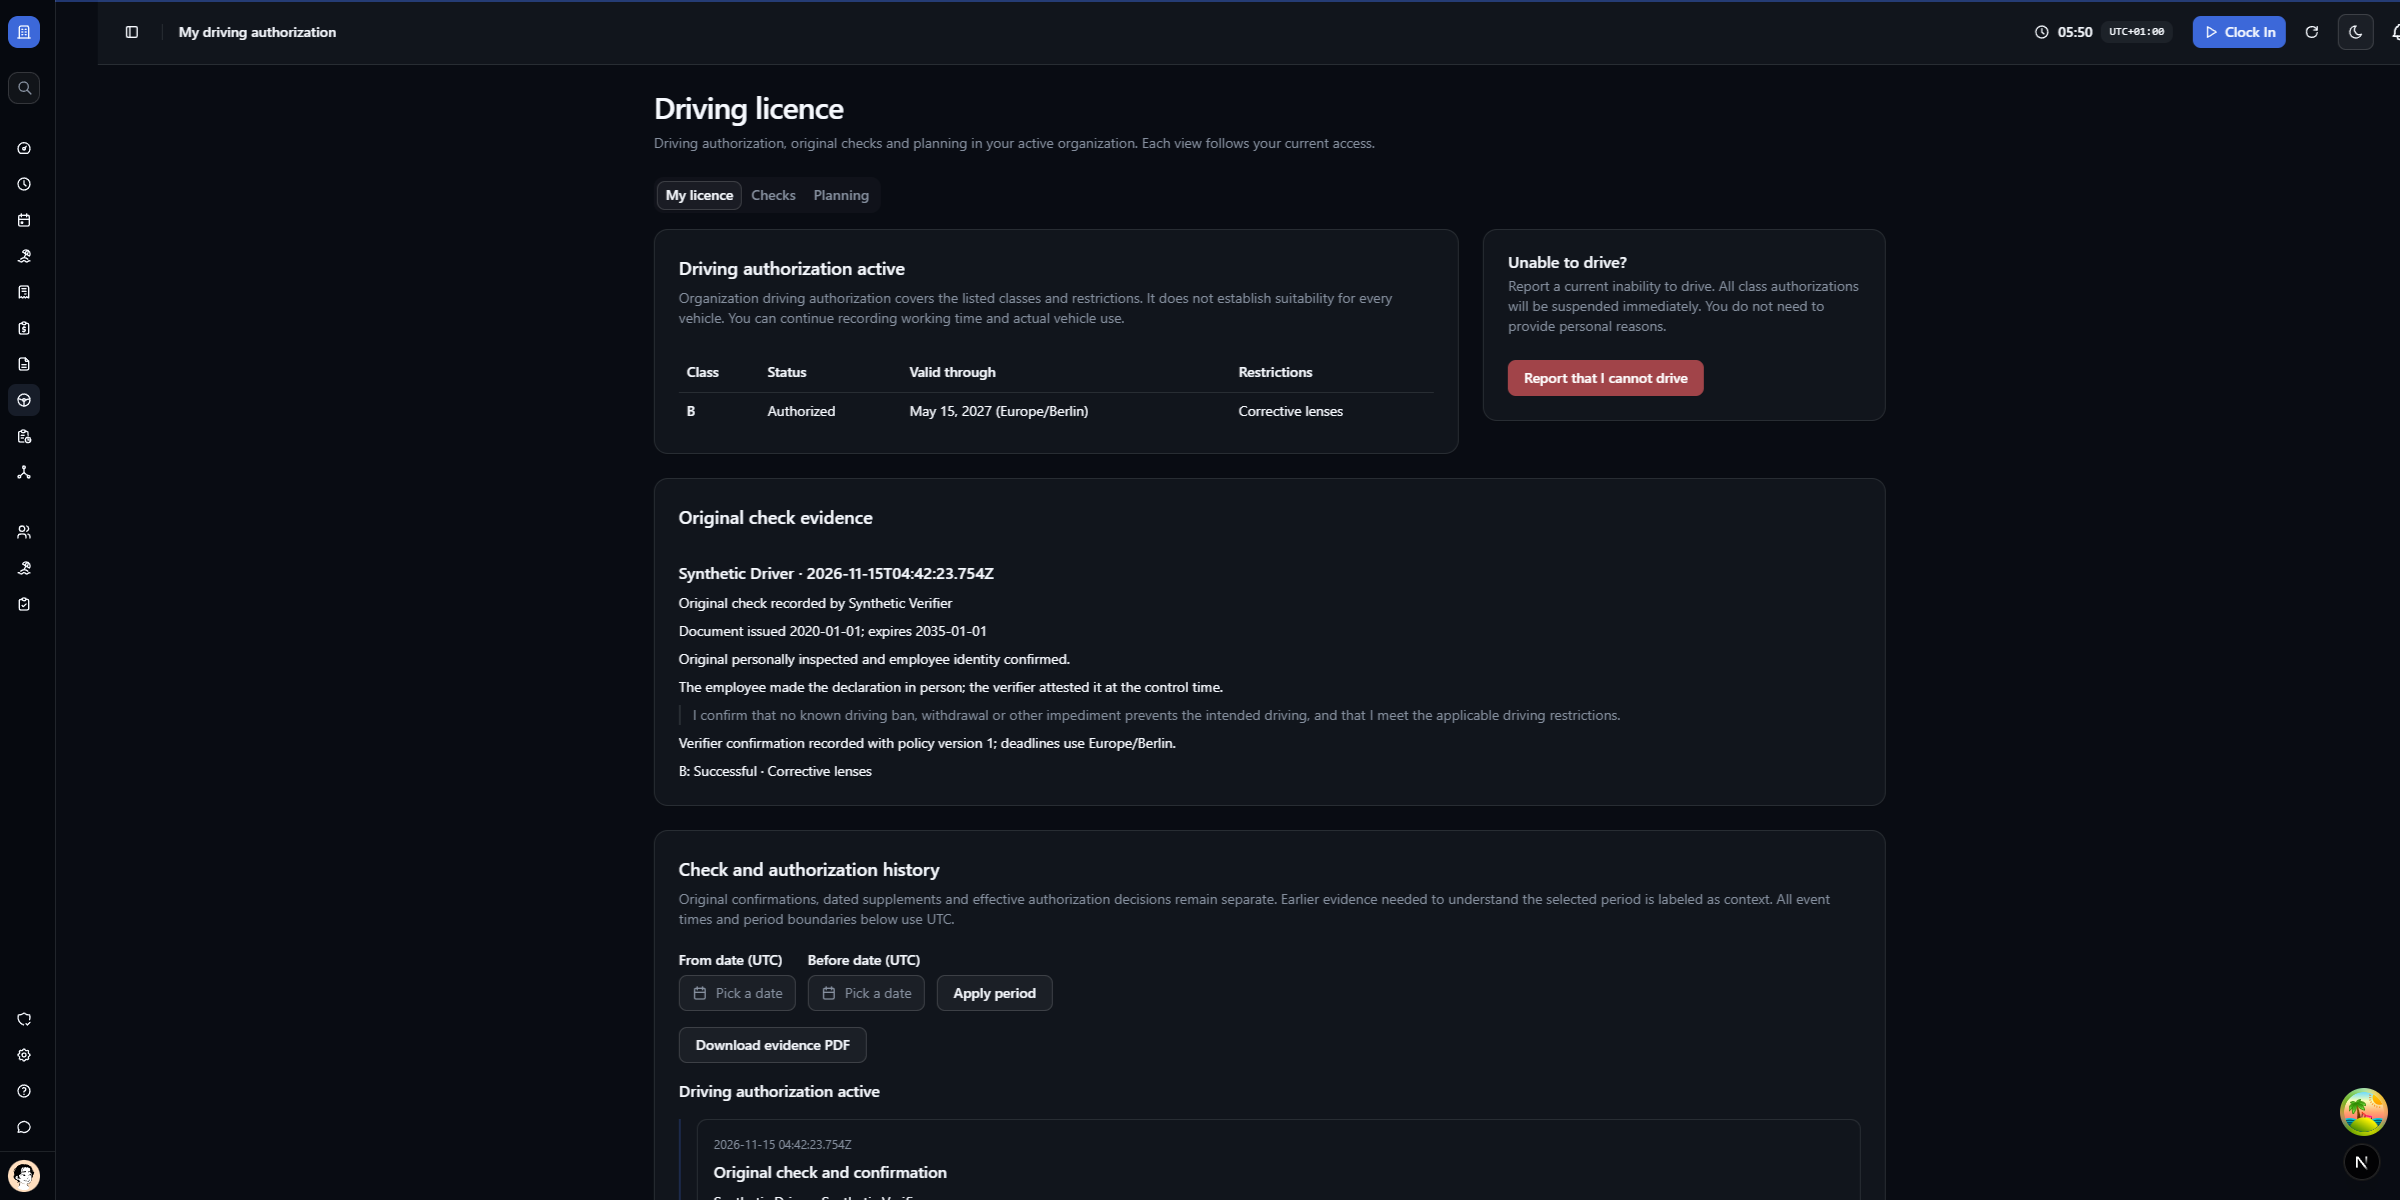 My driving authorization
05:50
UTC+01:00
Clock In
Driving licence
Driving authorization, original checks and planning in your active organization. Each view follows your current access.
My licence
Checks
Planning
Driving authorization active
Organization driving authorization covers the listed classes and restrictions. It does not establish suitability for every
vehicle. You can continue recording working time and actual vehicle use.
Class
Status
Valid through
Restrictions
B
Authorized
May 15, 2027 (Europe/Berlin)
Corrective lenses
Unable to drive?
Report a current inability to drive. All class authorizations
will be suspended immediately. You do not need to
provide personal reasons.
Report that I cannot drive
Original check evidence
Synthetic Driver · 2026-11-15T04:42:23.754Z
Original check recorded by Synthetic Verifier
Document issued 2020-01-01; expires 2035-01-01
Original personally inspected and employee identity confirmed.
The employee made the declaration in person; the verifier attested it at the control time.
I confirm that no known driving ban, withdrawal or other impediment prevents the intended driving, and that I meet the applicable driving restrictions.
Verifier confirmation recorded with policy version 1; deadlines use Europe/Berlin.
B: Successful · Corrective lenses
Check and authorization history
Original confirmations, dated supplements and effective authorization decisions remain separate. Earlier evidence needed to understand the selected period is labeled as context. All event
times and period boundaries below use UTC.
From date (UTC)
Before date (UTC)
Pick a date
Pick a date
Apply period
Download evidence PDF
Driving authorization active
2026-11-15 04:42:23.754Z
Original check and confirmation
N